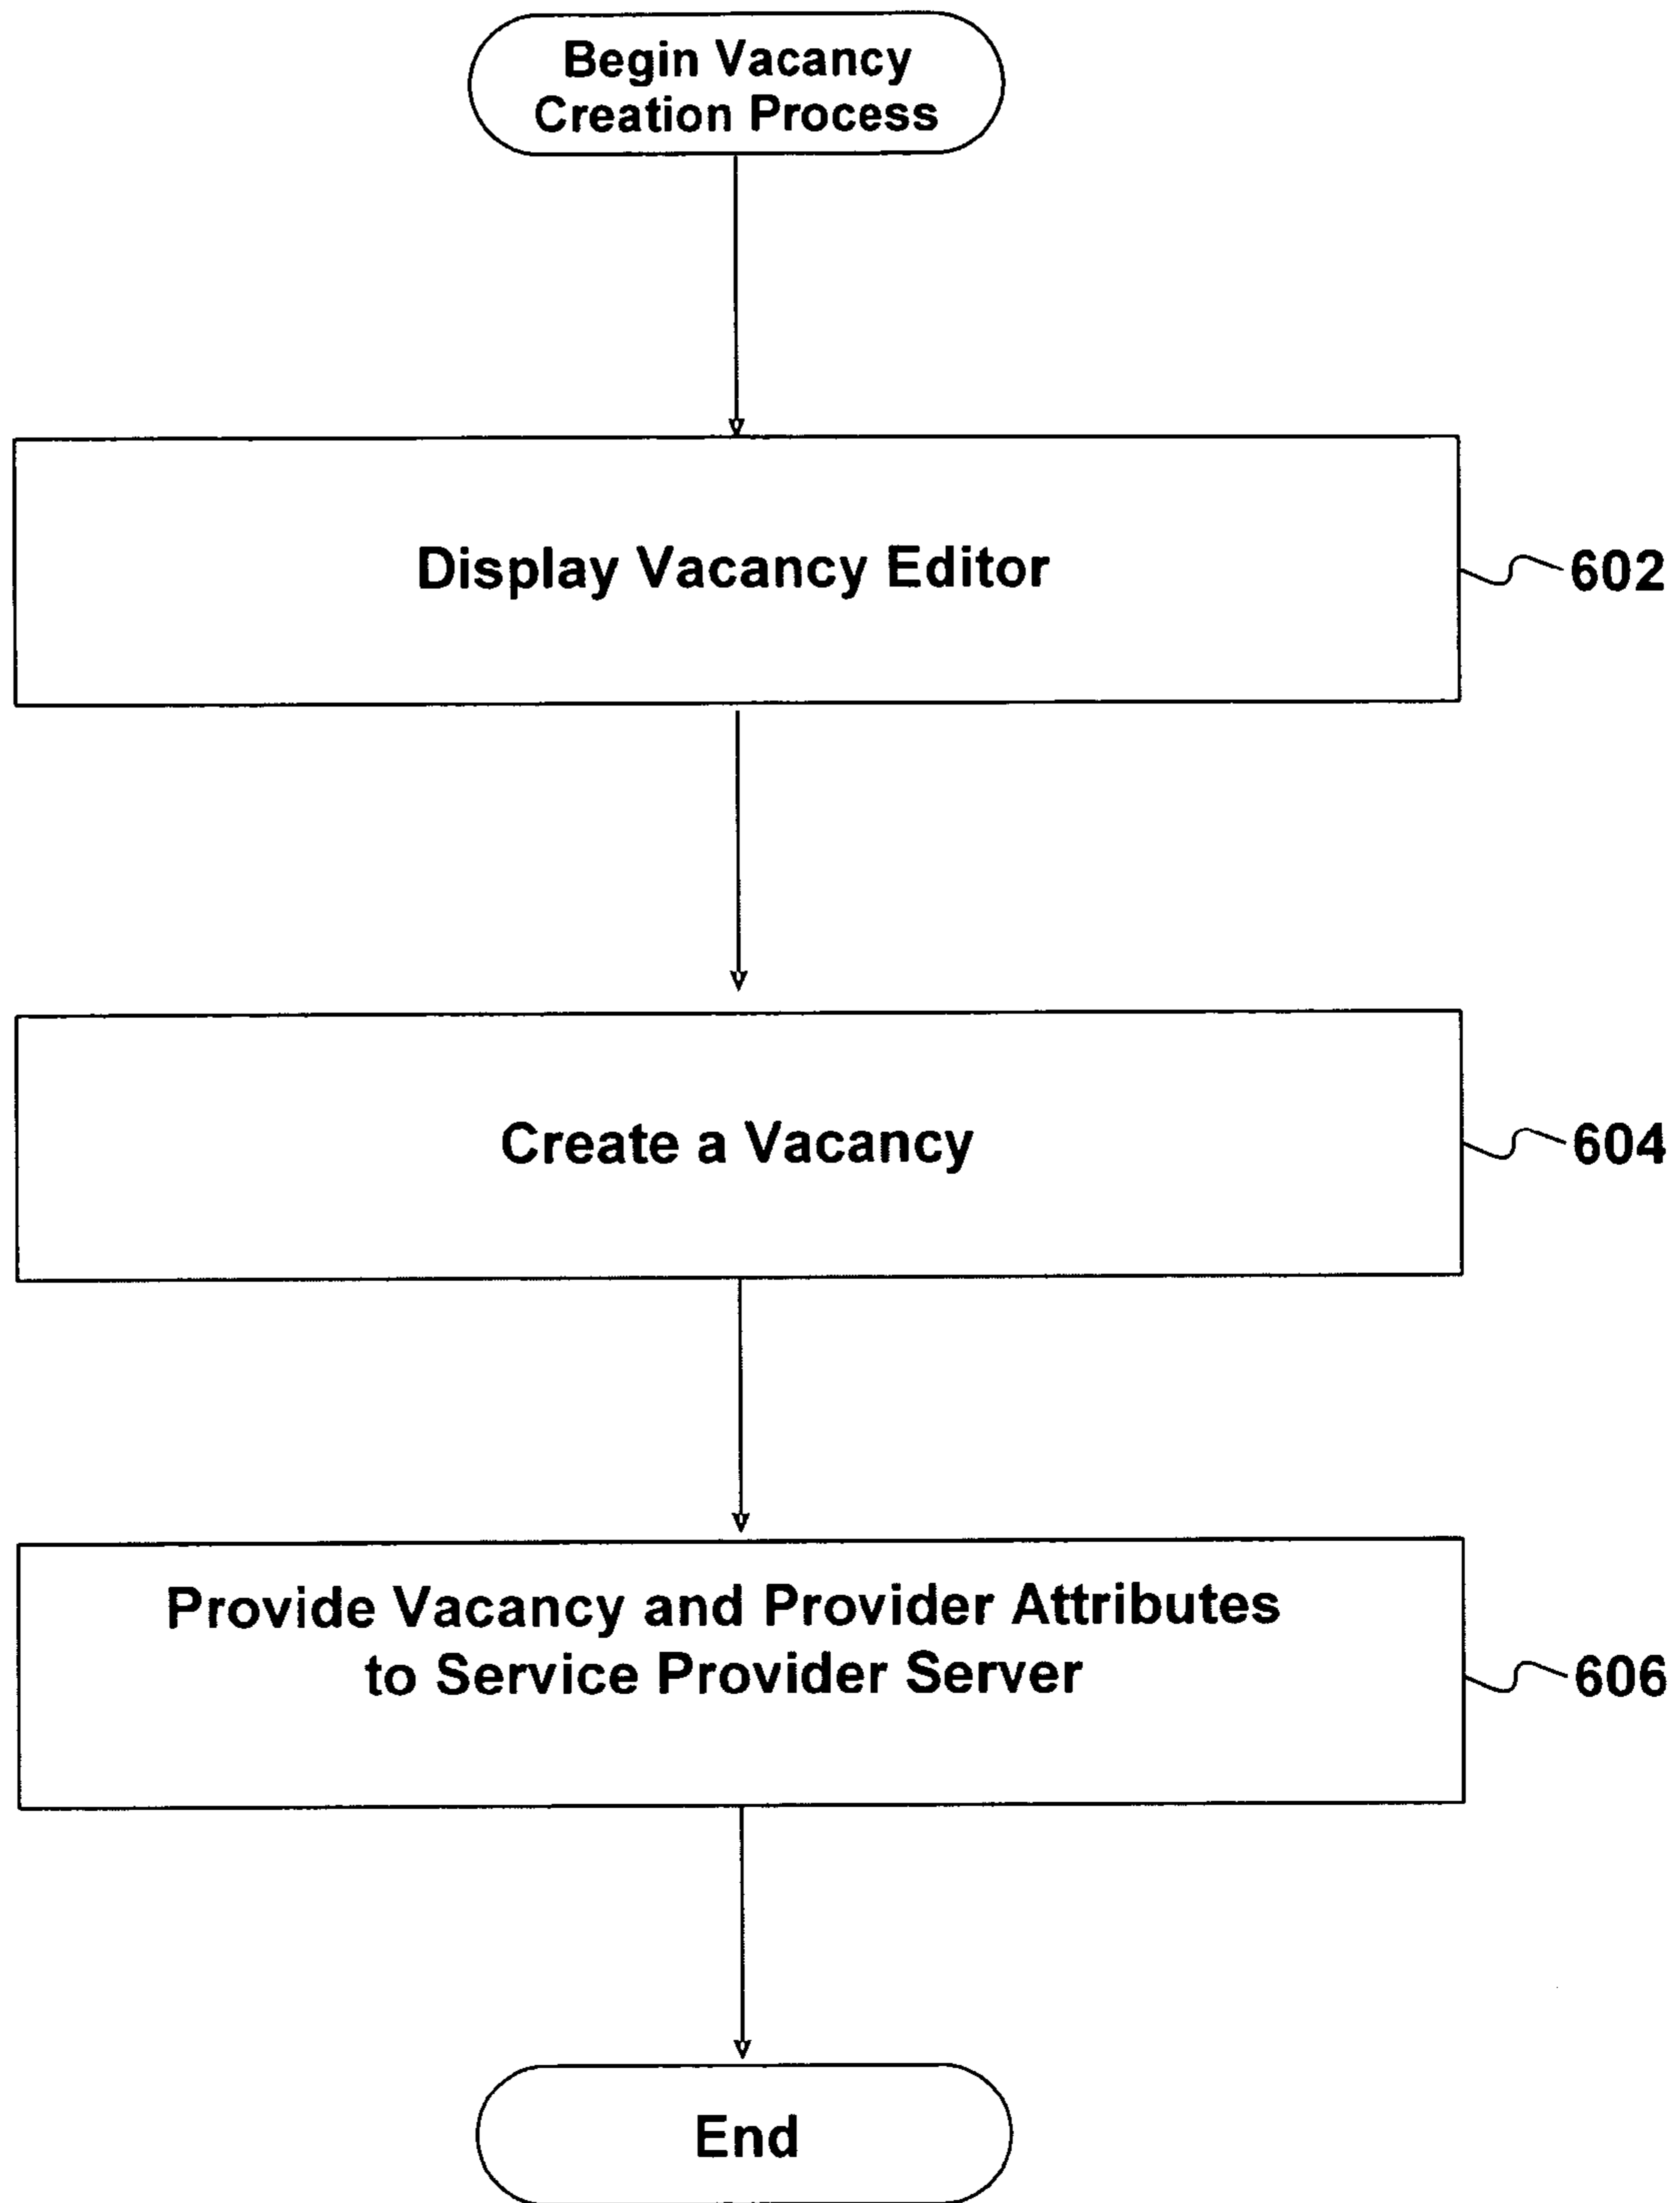 Begin Vacancy
Creation Process
Display Vacancy Editor
602
Create a Vacancy
604
Provide Vacancy and Provider Attributes
to Service Provider Server
606
End